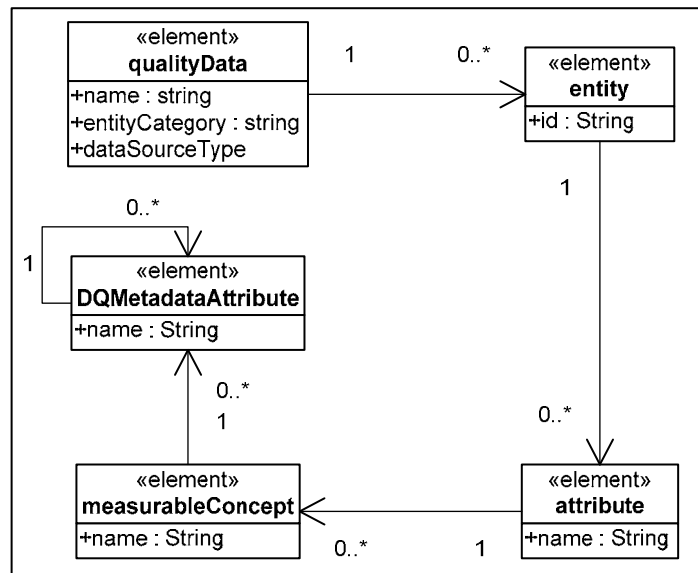 «element»
qualityData
+name : string
+entityCategory : string
+dataSourceType
1
0..*
«element»
entity
+id : String
1
0..*
1
«element»
DQMetadataAttribute
+name : String
0..*
1
0..*
«element»
measurableConcept
+name : String
«element»
attribute
+name : String
0..*
1